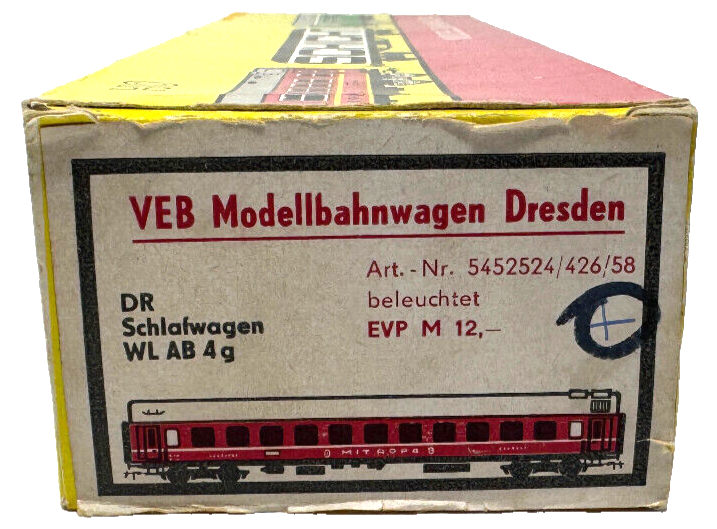 VEB Modellbahnwagen Dresden
Art.-Nr. 5452524/426/58
beleuchtet
EVP M 12,—
DR
Schlafwagen
WL AB 4g
MITROPA